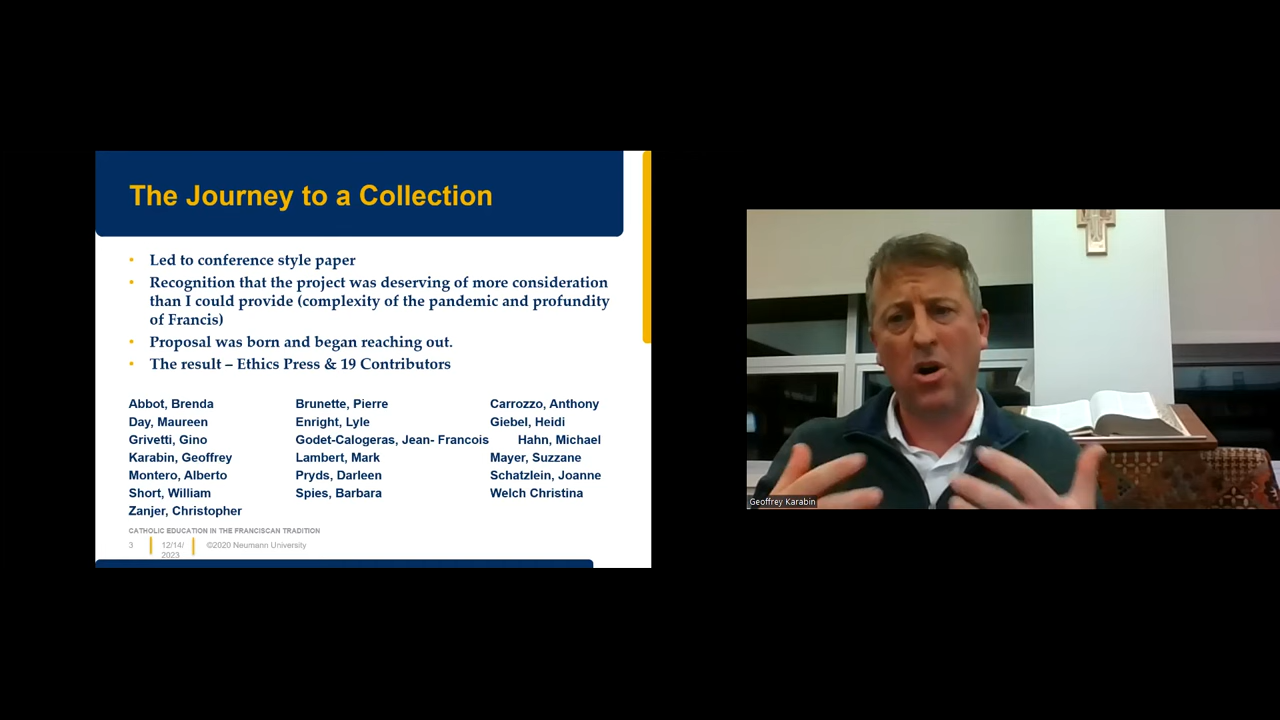 The Journey to a Collection
• Led to conference style paper
• Recognition that the project was deserving of more consideration
than I could provide (complexity of the pandemic and profundity
of Francis)
• Proposal was born and began reaching out.
• The result – Ethics Press & 19 Contributors
Abbot, Brenda Brunette, Pierre Carrozzo, Anthony
Day, Maureen Enright, Lyle Giebel, Heidi
Grivetti, Gino Godet-Calogeras, Jean- Francois Hahn, Michael
Karabin, Geoffrey Lambert, Mark Mayer, Suzzane
Montero, Alberto Pryds, Darleen Schatzlein, Joanne
Short, William Spies, Barbara Welch Christina
Zanjer, Christopher
CATHOLIC EDUCATION IN THE FRANCISCAN TRADITION
3 12/14/ ©2020 Neumann University
2023
Geoffrey Karabin